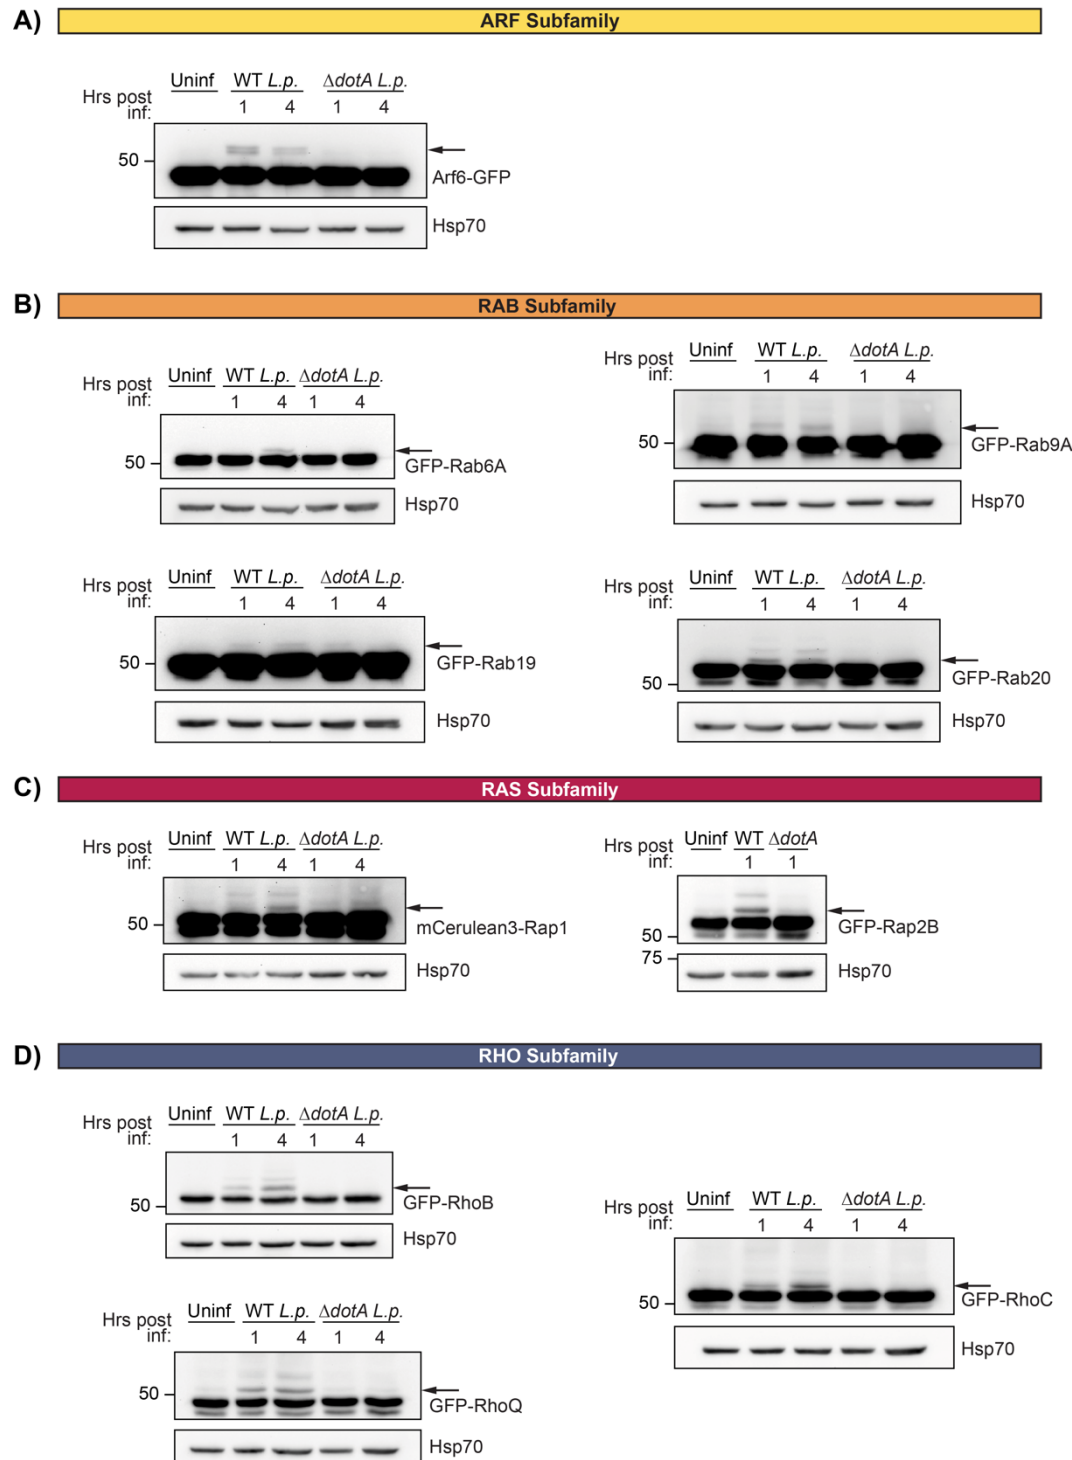 A) ARF Subfamily
Uninf WT L.p. ΔdotA L.p.
Hrs post inf: 1 4 1 4
50
Arf6-GFP
Hsp70
B) RAB Subfamily
Uninf WT L.p. ΔdotA L.p.
Hrs post inf: 1 4 1 4
50
GFP-Rab6A
Hsp70
Uninf WT L.p. ΔdotA L.p.
Hrs post inf: 1 4 1 4
50
GFP-Rab9A
Hsp70
Uninf WT L.p. ΔdotA L.p.
Hrs post inf: 1 4 1 4
50
GFP-Rab19
Hsp70
Uninf WT L.p. ΔdotA L.p.
Hrs post inf: 1 4 1 4
50
GFP-Rab20
Hsp70
C) RAS Subfamily
Uninf WT L.p. ΔdotA L.p.
Hrs post inf: 1 4 1 4
50
mCerulean3-Rap1
Hsp70
Uninf WT ΔdotA
Hrs post inf: 1 1
50
GFP-Rap2B
75
Hsp70
D) RHO Subfamily
Uninf WT L.p. ΔdotA L.p.
Hrs post inf: 1 4 1 4
50
GFP-RhoB
Hsp70
Uninf WT L.p. ΔdotA L.p.
Hrs post inf: 1 4 1 4
50
GFP-RhoC
Hsp70
Uninf WT L.p. ΔdotA L.p.
Hrs post inf: 1 4 1 4
50
GFP-RhoQ
Hsp70